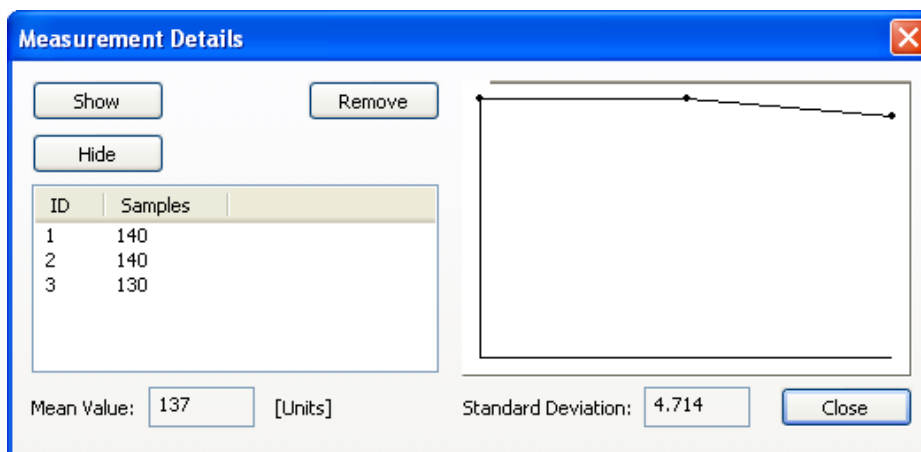 Measurement Details
Show
Remove
Hide
ID Samples
1 140
2 140
3 130
Mean Value: 137 [Units]
Standard Deviation: 4.714
Close